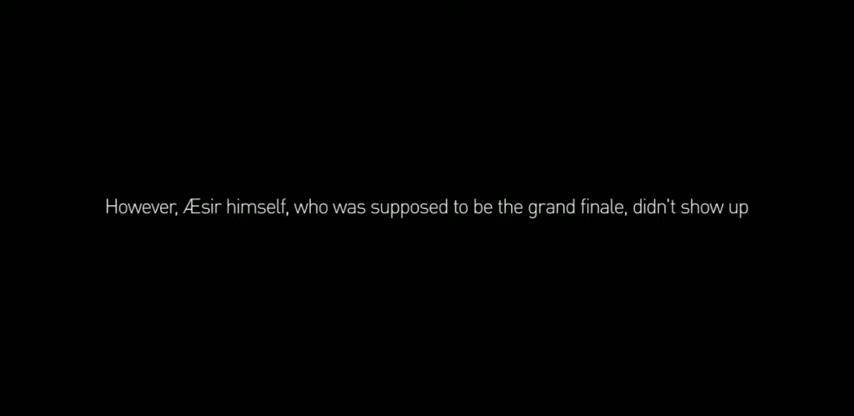 However, Æsir himself, who was supposed to be the grand finale, didn't show up